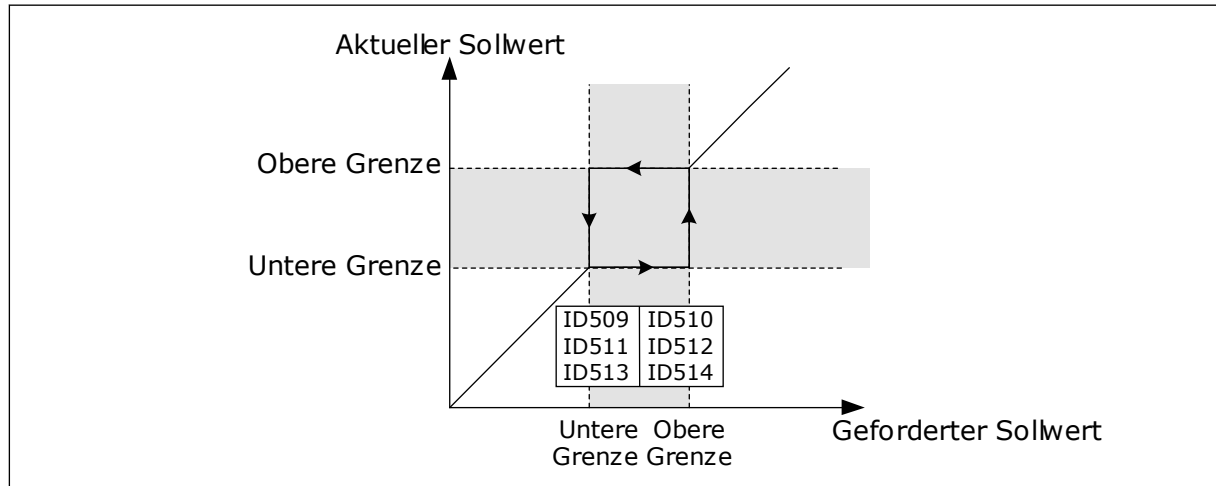 Aktueller Sollwert
Obere Grenze
Untere Grenze
ID509 ID510
ID511 ID512
ID513 ID514
Untere Obere
Grenze Grenze
Geforderter Sollwert